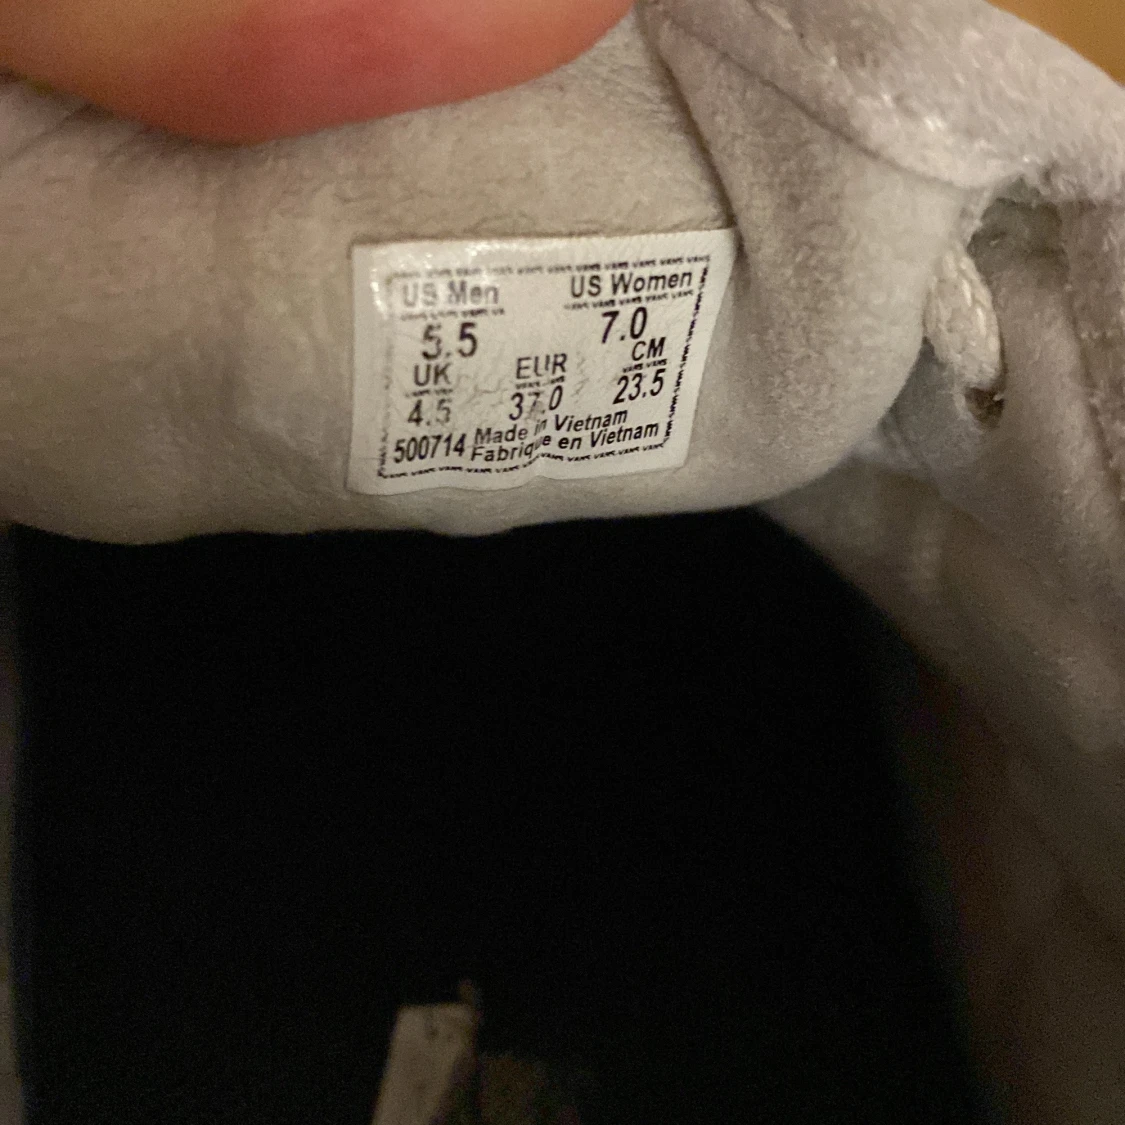 US Men US Women
5.5 7.0
UK EUR CM
4.5 37.0 23.5
500714 Made in Vietnam
Fabriqué en Vietnam